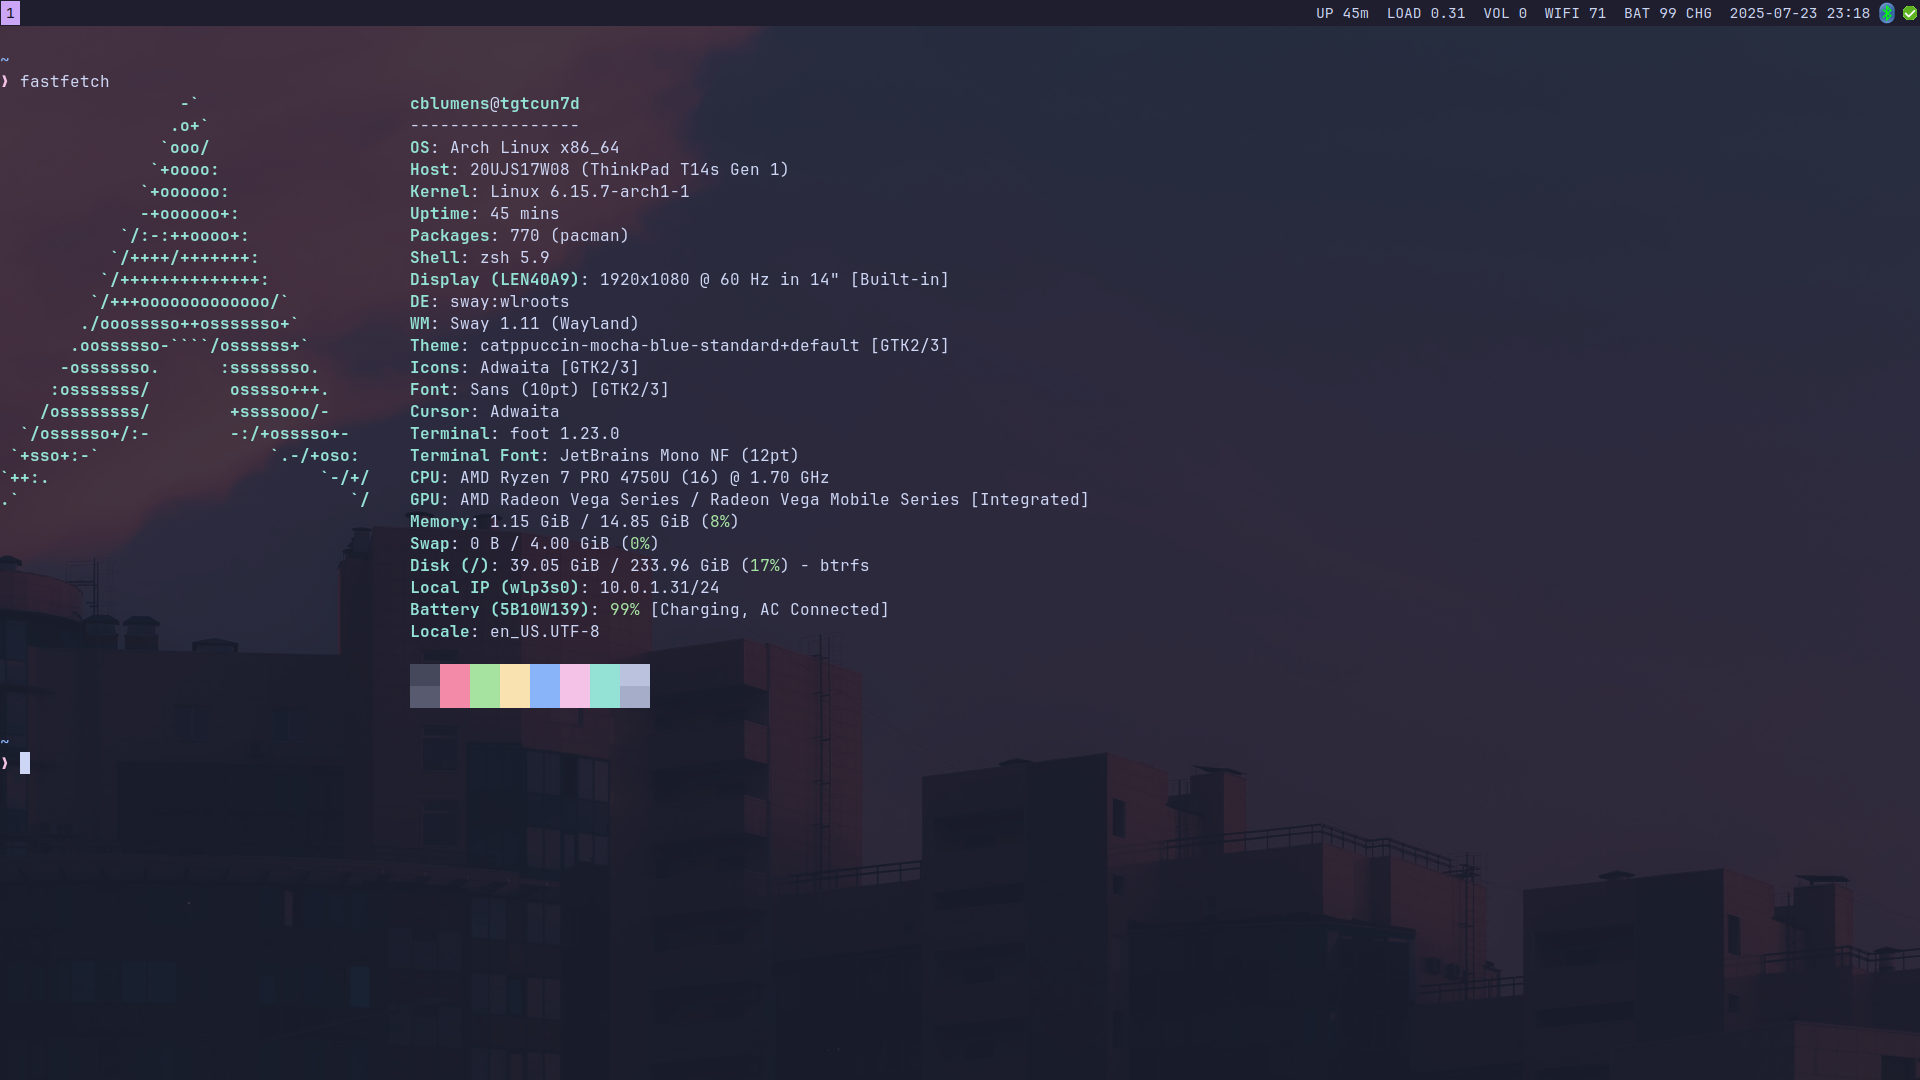 1 UP 45m LOAD 0.31 VOL 0 WIFI 71 BAT 99 CHG 2025-07-23 23:18
~
❯ fastfetch
                  -`                     cblumens@tgtcun7d
                 .o+`                    -----------------
                `ooo/                    OS: Arch Linux x86_64
               `+oooo:                   Host: 20UJS17W08 (ThinkPad T14s Gen 1)
              `+oooooo:                  Kernel: Linux 6.15.7-arch1-1
              -+oooooo+:                 Uptime: 45 mins
            `/:-:++oooo+:                Packages: 770 (pacman)
           `/++++/+++++++:               Shell: zsh 5.9
          `/++++++++++++++:              Display (LEN40A9): 1920x1080 @ 60 Hz in 14" [Built-in]
         `/+++ooooooooooooo/`            DE: sway:wlroots
        ./ooosssso++osssssso+`           WM: Sway 1.11 (Wayland)
       .oossssso-````/ossssss+`          Theme: catppuccin-mocha-blue-standard+default [GTK2/3]
      -osssssso.      :ssssssso.         Icons: Adwaita [GTK2/3]
     :osssssss/        osssso+++.        Font: Sans (10pt) [GTK2/3]
    /ossssssss/        +ssssooo/-        Cursor: Adwaita
  `/ossssso+/:-        -:/+osssso+-      Terminal: foot 1.23.0
 `+sso+:-`                 `.-/+oso:     Terminal Font: JetBrains Mono NF (12pt)
`++:.                           `-/+/    CPU: AMD Ryzen 7 PRO 4750U (16) @ 1.70 GHz
.`                                 `/    GPU: AMD Radeon Vega Series / Radeon Vega Mobile Series [Integrated]
                                         Memory: 1.15 GiB / 14.85 GiB (8%)
                                         Swap: 0 B / 4.00 GiB (0%)
                                         Disk (/): 39.05 GiB / 233.96 GiB (17%) - btrfs
                                         Local IP (wlp3s0): 10.0.1.31/24
                                         Battery (5B10W139): 99% [Charging, AC Connected]
                                         Locale: en_US.UTF-8
~
❯